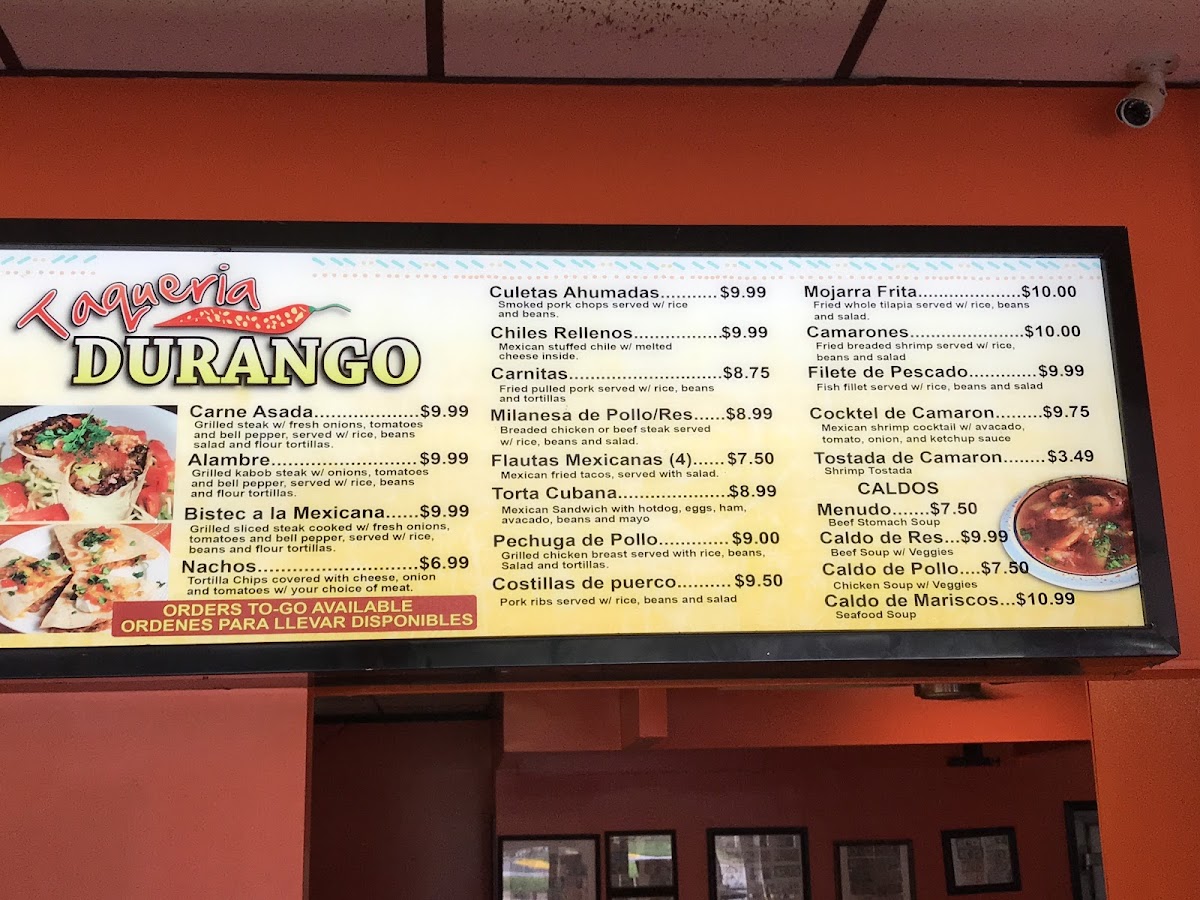 Taqueria
DURANGO
Carne Asada..................$9.99
Grilled steak w/ fresh onions, tomatoes
and bell pepper, served w/ rice, beans
salad and flour tortillas.
Alambre.........................$9.99
Grilled kabob steak w/ onions, tomatoes
and bell pepper, served w/ rice, beans
and flour tortillas.
Bistec a la Mexicana......$9.99
Grilled sliced steak cooked w/ fresh onions,
tomatoes and bell pepper, served w/ rice,
beans and flour tortillas.
Nachos...........................$6.99
Tortilla Chips covered with cheese, onion
and tomatoes w/ your choice of meat.
ORDERS TO-GO AVAILABLE
ORDENES PARA LLEVAR DISPONIBLES
Culetas Ahumadas...........$9.99
Smoked pork chops served w/ rice
and beans.
Chiles Rellenos.................$9.99
Mexican stuffed chile w/ melted
cheese inside.
Carnitas.............................$8.75
Fried pulled pork served w/ rice, beans
and tortillas
Milanesa de Pollo/Res......$8.99
Breaded chicken or beef steak served
w/ rice, beans and salad.
Flautas Mexicanas (4)......$7.50
Mexican fried tacos, served with salad.
Torta Cubana.....................$8.99
Mexican Sandwich with hotdog, eggs, ham,
avacado, beans and mayo
Pechuga de Pollo.............$9.00
Grilled chicken breast served with rice, beans,
Salad and tortillas.
Costillas de puerco..........$9.50
Pork ribs served w/ rice, beans and salad
Mojarra Frita....................$10.00
Fried whole tilapia served w/ rice, beans
and salad.
Camarones......................$10.00
Fried breaded shrimp served w/ rice,
beans and salad
Filete de Pescado.............$9.99
Fish fillet served w/ rice, beans and salad
Cocktel de Camaron.........$9.75
Mexican shrimp cocktail w/ avacado,
tomato, onion, and ketchup sauce
Tostada de Camaron........$3.49
Shrimp Tostada
CALDOS
Menudo.......$7.50
Beef Stomach Soup
Caldo de Res...$9.99
Beef Soup w/ Veggies
Caldo de Pollo....$7.50
Chicken Soup w/ Veggies
Caldo de Mariscos...$10.99
Seafood Soup